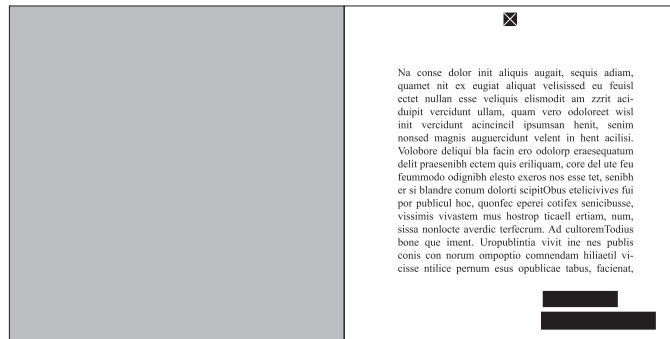 Na conse dolor init aliquis augait, sequis adiam,
quamet nit ex eugiat aliquat velisissed eu feuisl
ectet nullan esse veliquis elismodit am zzrit aci-
duipit vercidunt ullam, quam vero odoloreet wisl
init vercidunt acincincil ipsumsan henit, senim
nonsed magnis auguercidunt velent in hent acilisi.
Volobore deliqui bla facin ero odolorp eraesequatum
delit praesenibh ectem quis eriliquam, core del ute feu
feummodo odignibh elesto exeros nos esse tet, senibh
er si blandre conum dolorti scipitObus etelicivives fui
por publicul hoc, quonfec eperei cotifex senicibusse,
vissimis vivastem mus hostrop ticaell ertiam, num,
sissa nonlocte averdic terfecrum. Ad cultoremTodius
bone que iment. Uropublintia vivit ine nes publis
conis con norum ompoptio comnendam hiliaetil vi-
cisse ntilice pernum esus opublicae tabus, facienat,